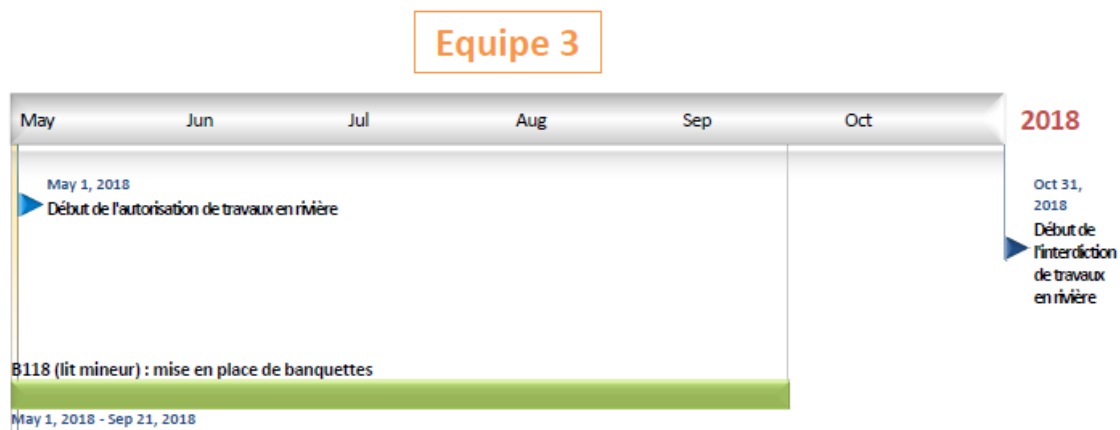 Equipe 3
May Jun Jul Aug Sep Oct 2018
May 1, 2018
Début de l'autorisation de travaux en rivière
Oct 31,
2018
Début de
l'interdiction
de travaux
en rivière
B118 (lit mineur) : mise en place de banquettes
May 1, 2018 - Sep 21, 2018